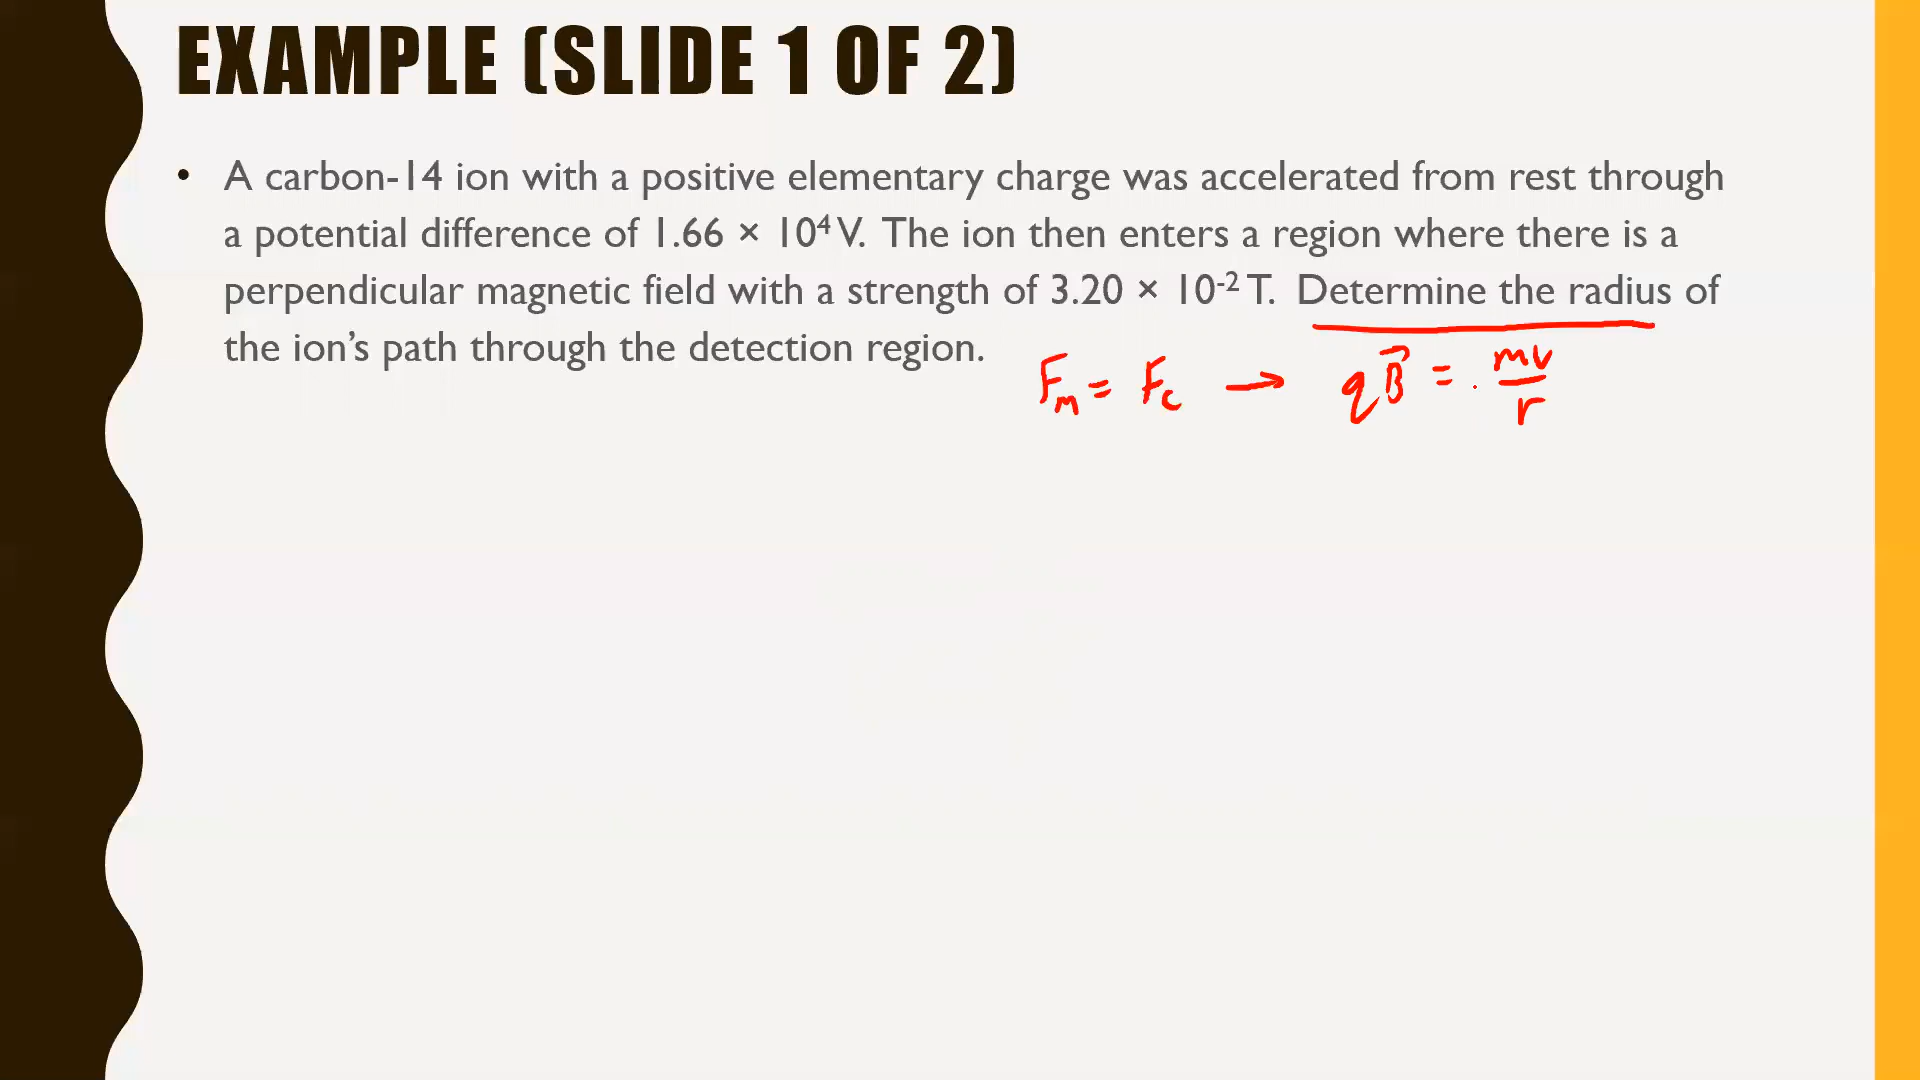 EXAMPLE (SLIDE 1 OF 2)
• A carbon-14 ion with a positive elementary charge was accelerated from rest through
a potential difference of 1.66 × 10⁴ V. The ion then enters a region where there is a
perpendicular magnetic field with a strength of 3.20 × 10⁻² T. Determine the radius of
the ion’s path through the detection region.
Fₘ = F꜀ → qB⃗ = mv/r